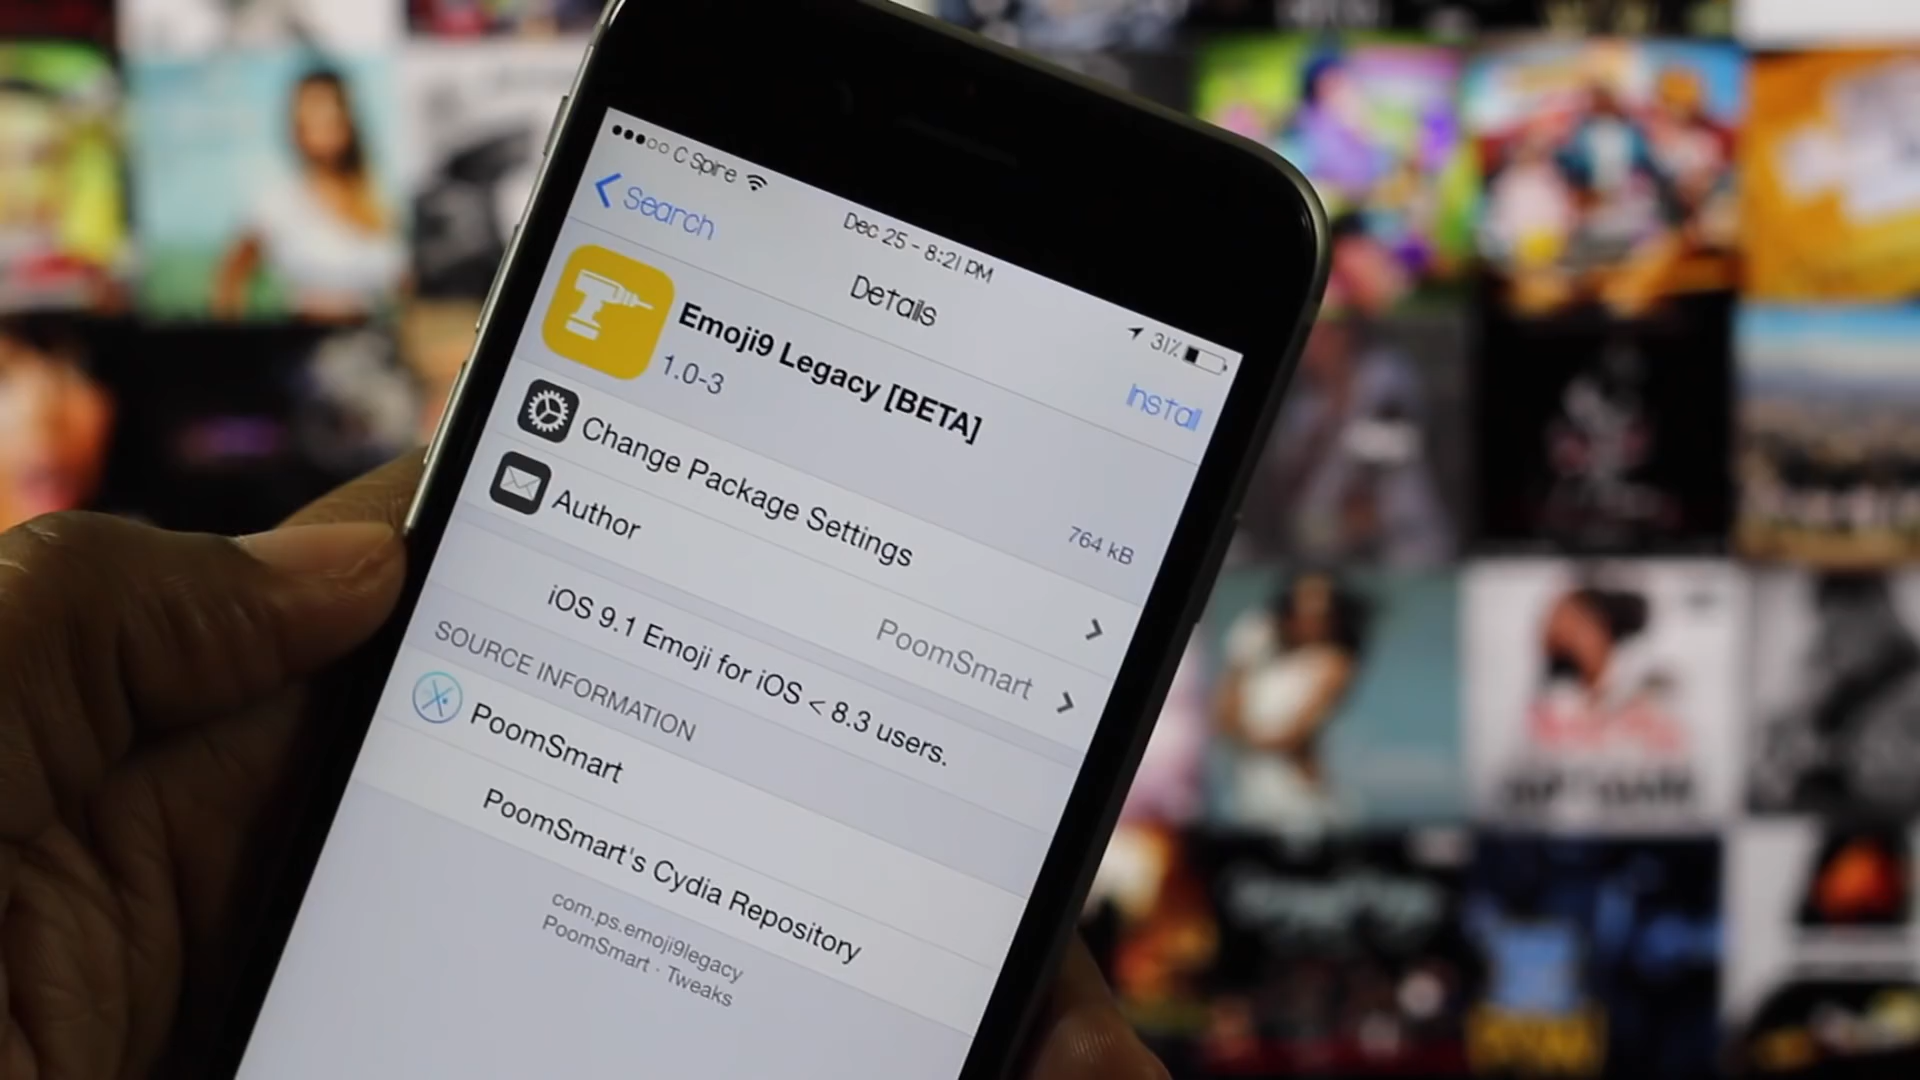 C Spire
Dec 25 - 8:21 PM
31%
Search
Details
Install
Emoji9 Legacy [BETA]
1.0-3
764 kB
Change Package Settings
Author
PoomSmart
iOS 9.1 Emoji for iOS < 8.3 users.
SOURCE INFORMATION
PoomSmart
PoomSmart's Cydia Repository
com.ps.emoji9legacy
PoomSmart · Tweaks